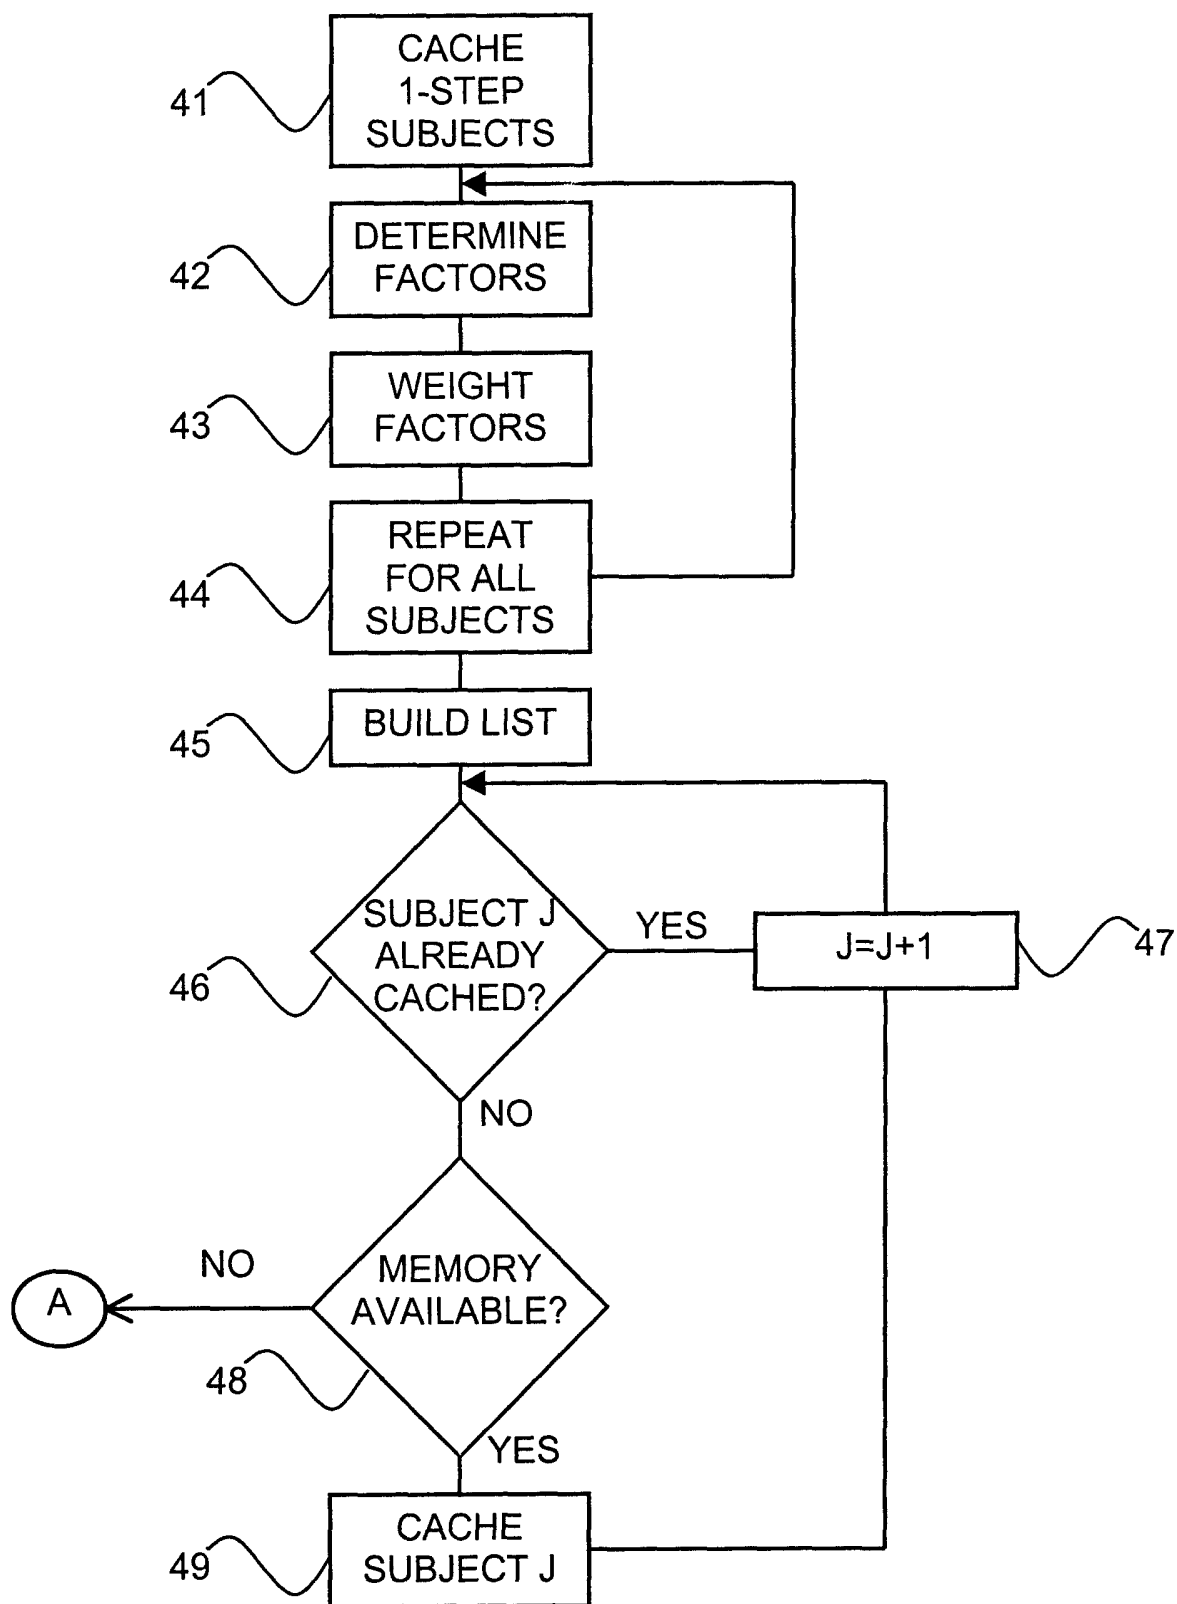 CACHE
1-STEP
SUBJECTS
41
DETERMINE
FACTORS
42
WEIGHT
FACTORS
43
REPEAT
FOR ALL
SUBJECTS
44
BUILD LIST
45
SUBJECT J
ALREADY
CACHED?
46
YES
J=J+1
47
NO
MEMORY
AVAILABLE?
48
NO
A
YES
CACHE
SUBJECT J
49